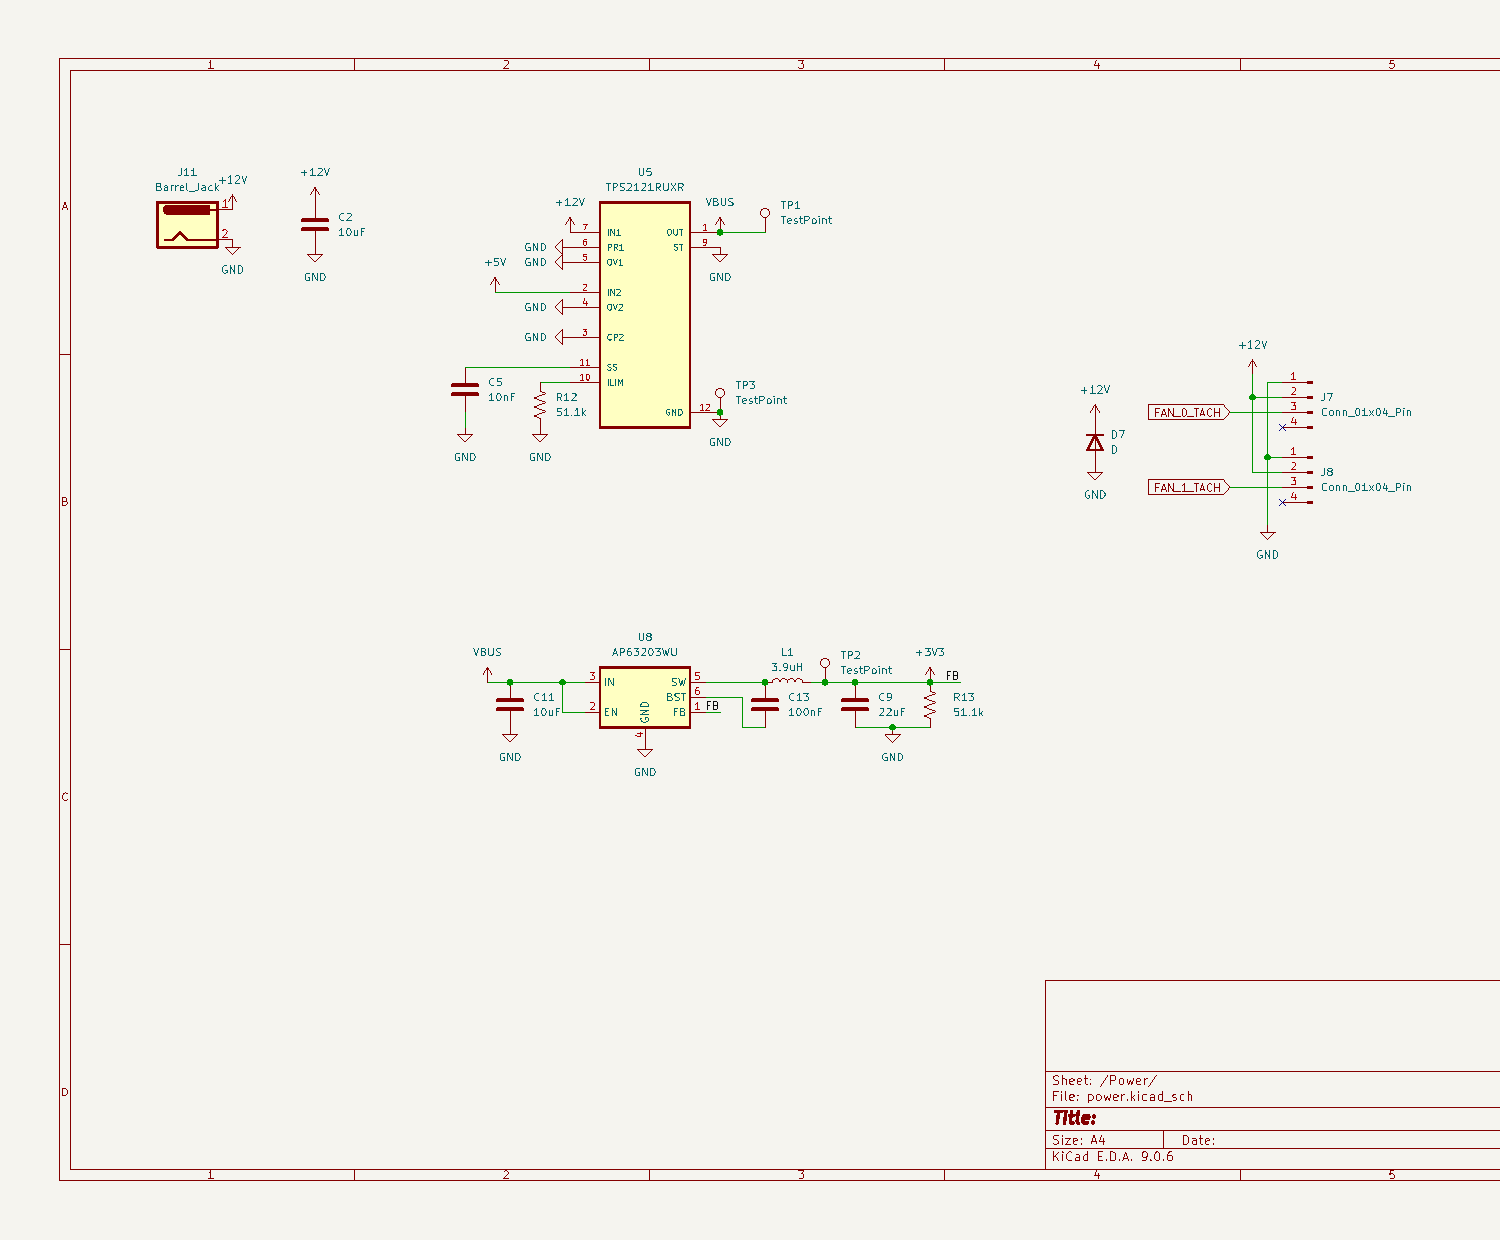 1 2 3 4 5
A
B
C
D
J11
Barrel_Jack
+12V
1
2
GND
+12V
C2
10uF
GND
U5
TPS2121RUXR
+12V
7 IN1
GND 6 PR1
GND 5 OV1
+5V
2 IN2
GND 4 OV2
GND 3 CP2
11 SS
10 ILIM
OUT 1
ST 9
GND 12
VBUS
TP1
TestPoint
GND
C5
10nF
GND
R12
51.1k
GND
TP3
TestPoint
GND
+12V
D7
D
GND
+12V
FAN_0_TACH
1
2
3
4
J7
Conn_01x04_Pin
FAN_1_TACH
1
2
3
4
J8
Conn_01x04_Pin
GND
U8
AP63203WU
VBUS
C11
10uF
GND
3 IN
2 EN
GND
4
GND
SW 5
BST 6
FB 1 FB
L1
3.9uH
C13
100nF
TP2
TestPoint
C9
22uF
+3V3
FB
R13
51.1k
GND
Sheet: /Power/
File: power.kicad_sch
Title:
Size: A4 Date:
KiCad E.D.A. 9.0.6
1 2 3 4 5